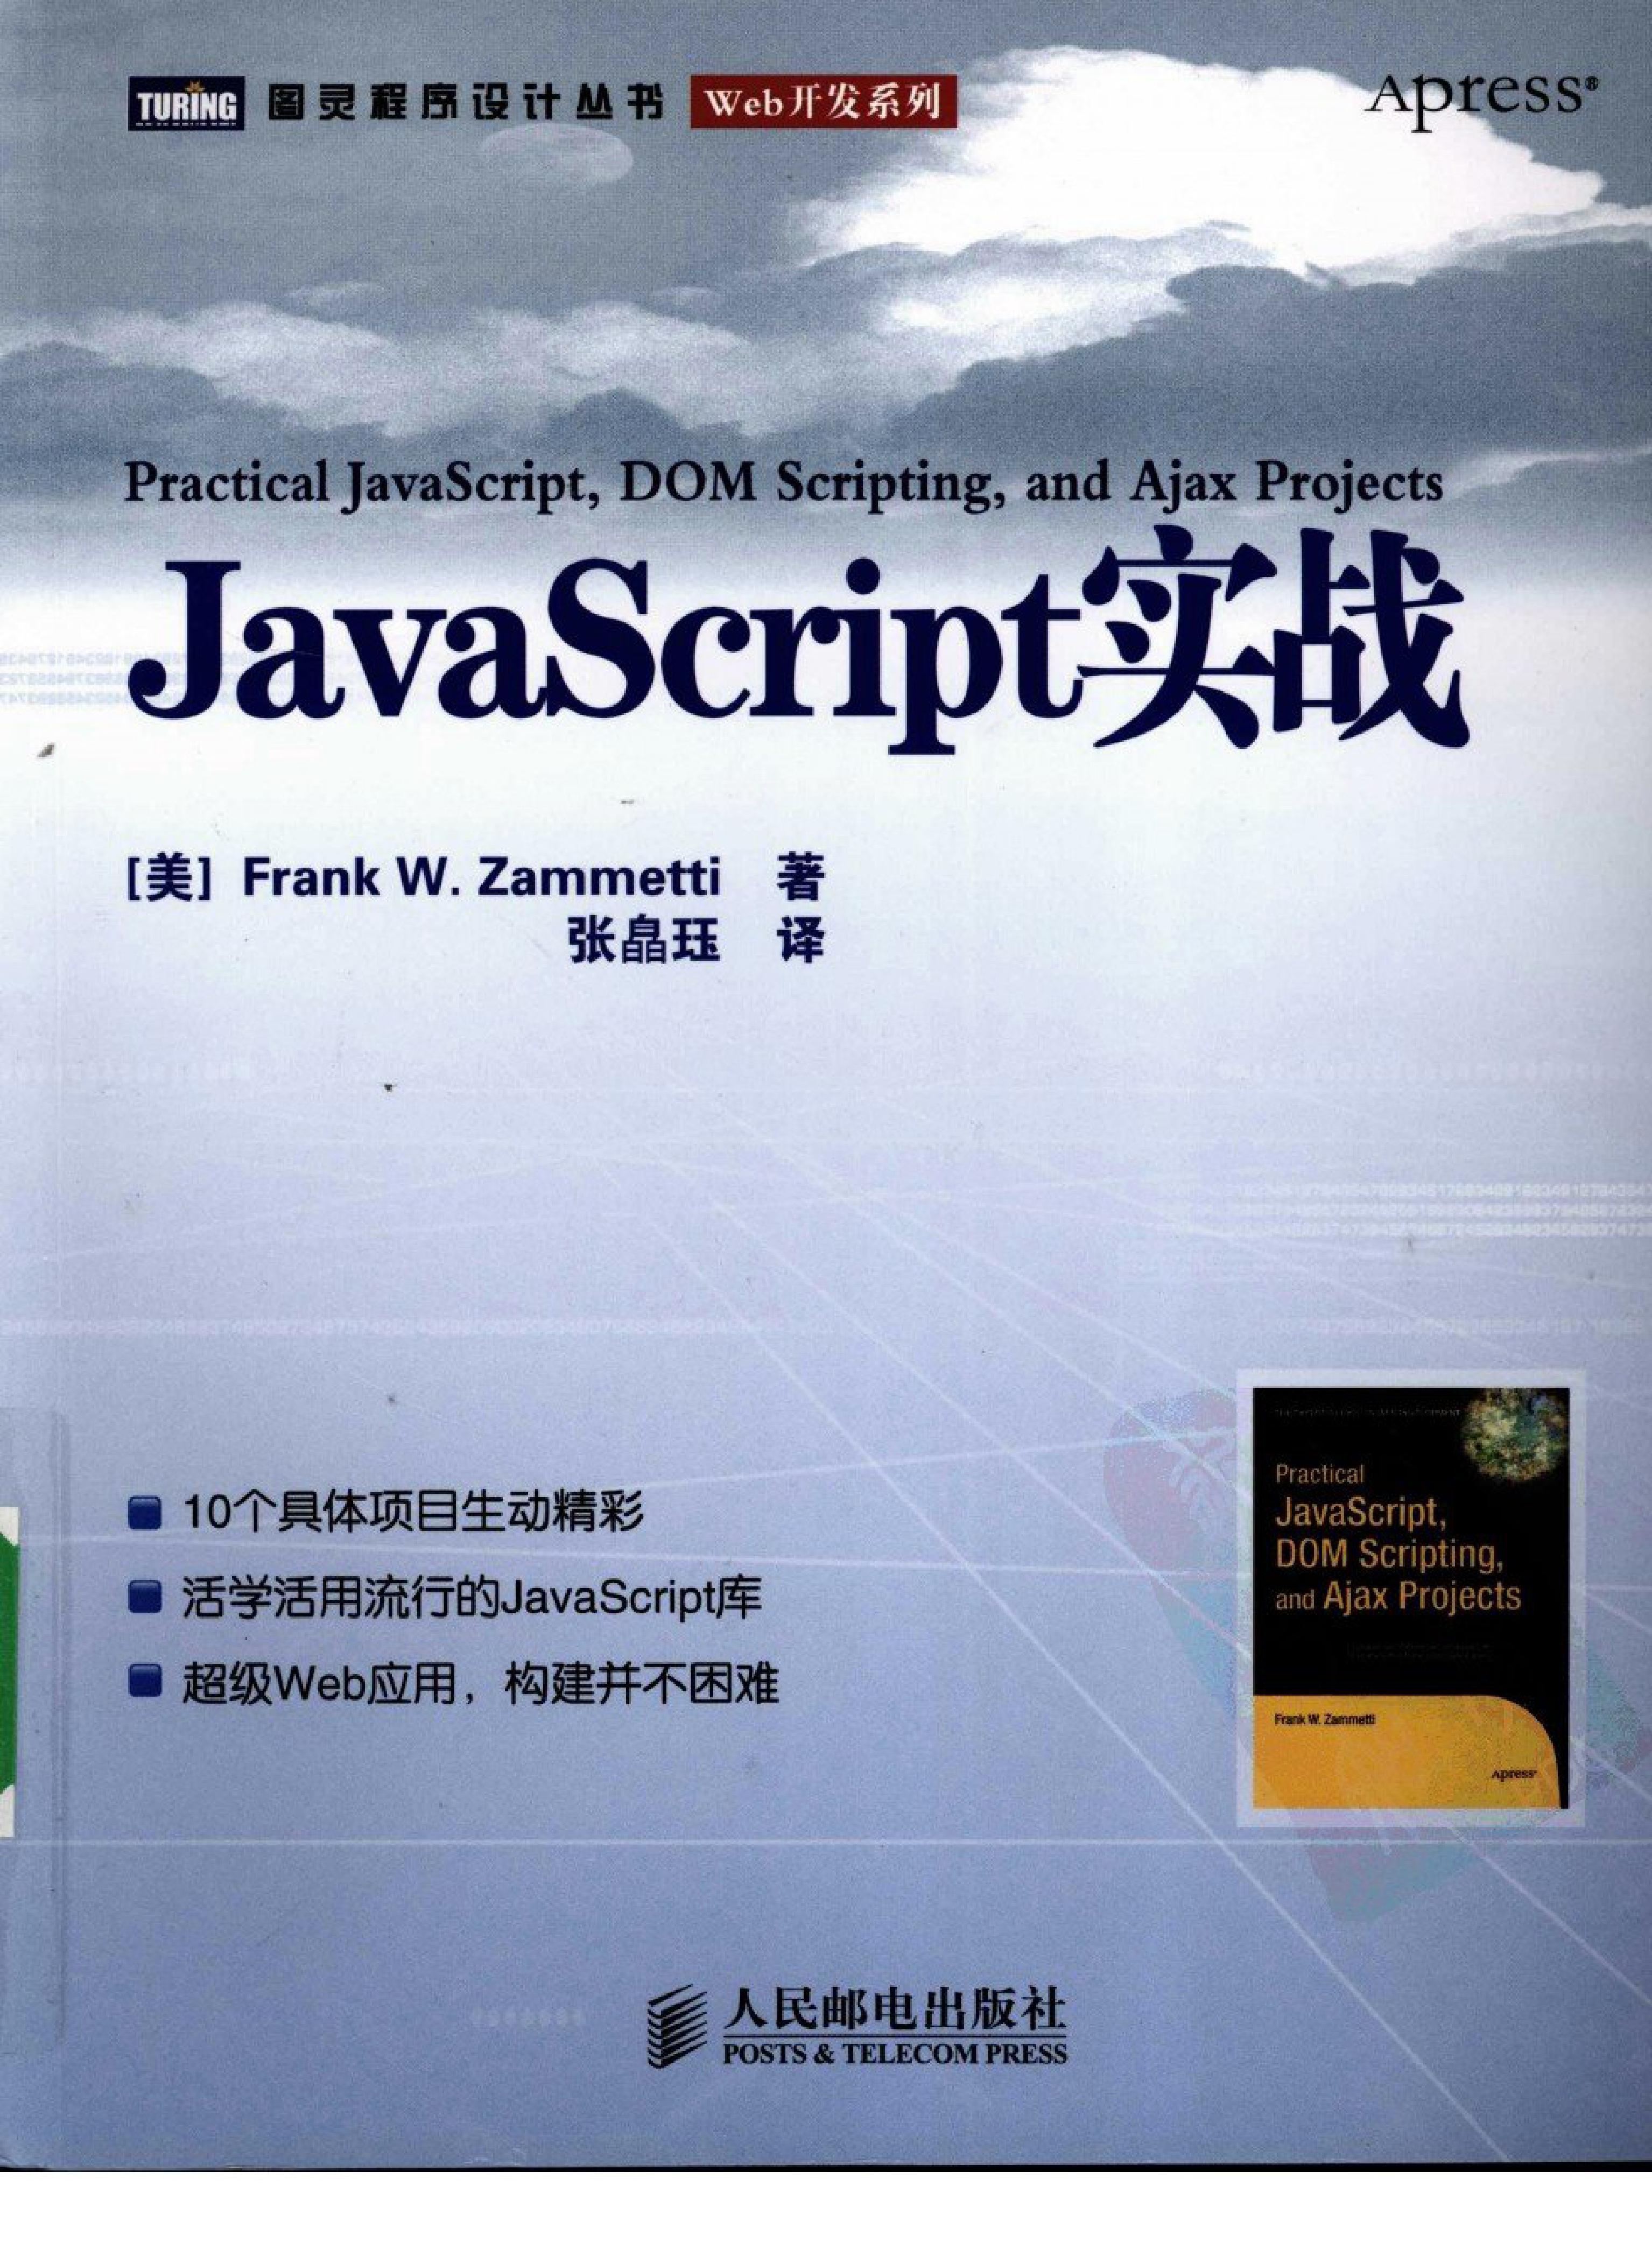 TURING 图灵程序设计丛书 Web开发系列 Apress®
Practical JavaScript, DOM Scripting, and Ajax Projects
JavaScript实战
[美] Frank W. Zammetti 著
张皛珏 译
10个具体项目生动精彩
活学活用流行的JavaScript库
超级Web应用，构建并不困难
Practical
JavaScript,
DOM Scripting,
and Ajax Projects
Frank W. Zammetti
Apress®
人民邮电出版社
POSTS & TELECOM PRESS